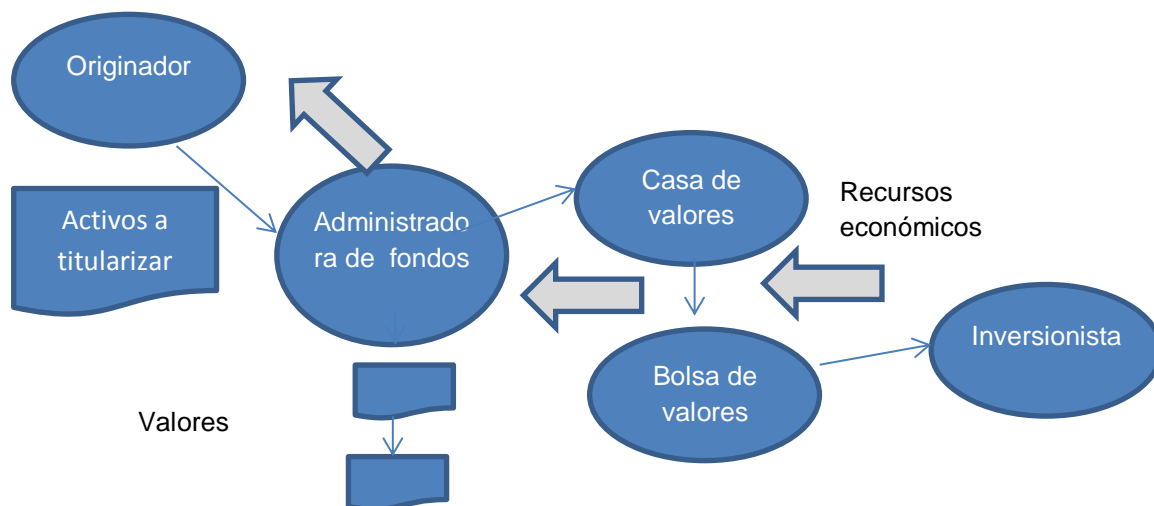 Originador
Activos a
titularizar
Administrado
ra de fondos
Casa de
valores
Recursos
económicos
Bolsa de
valores
Inversionista
Valores